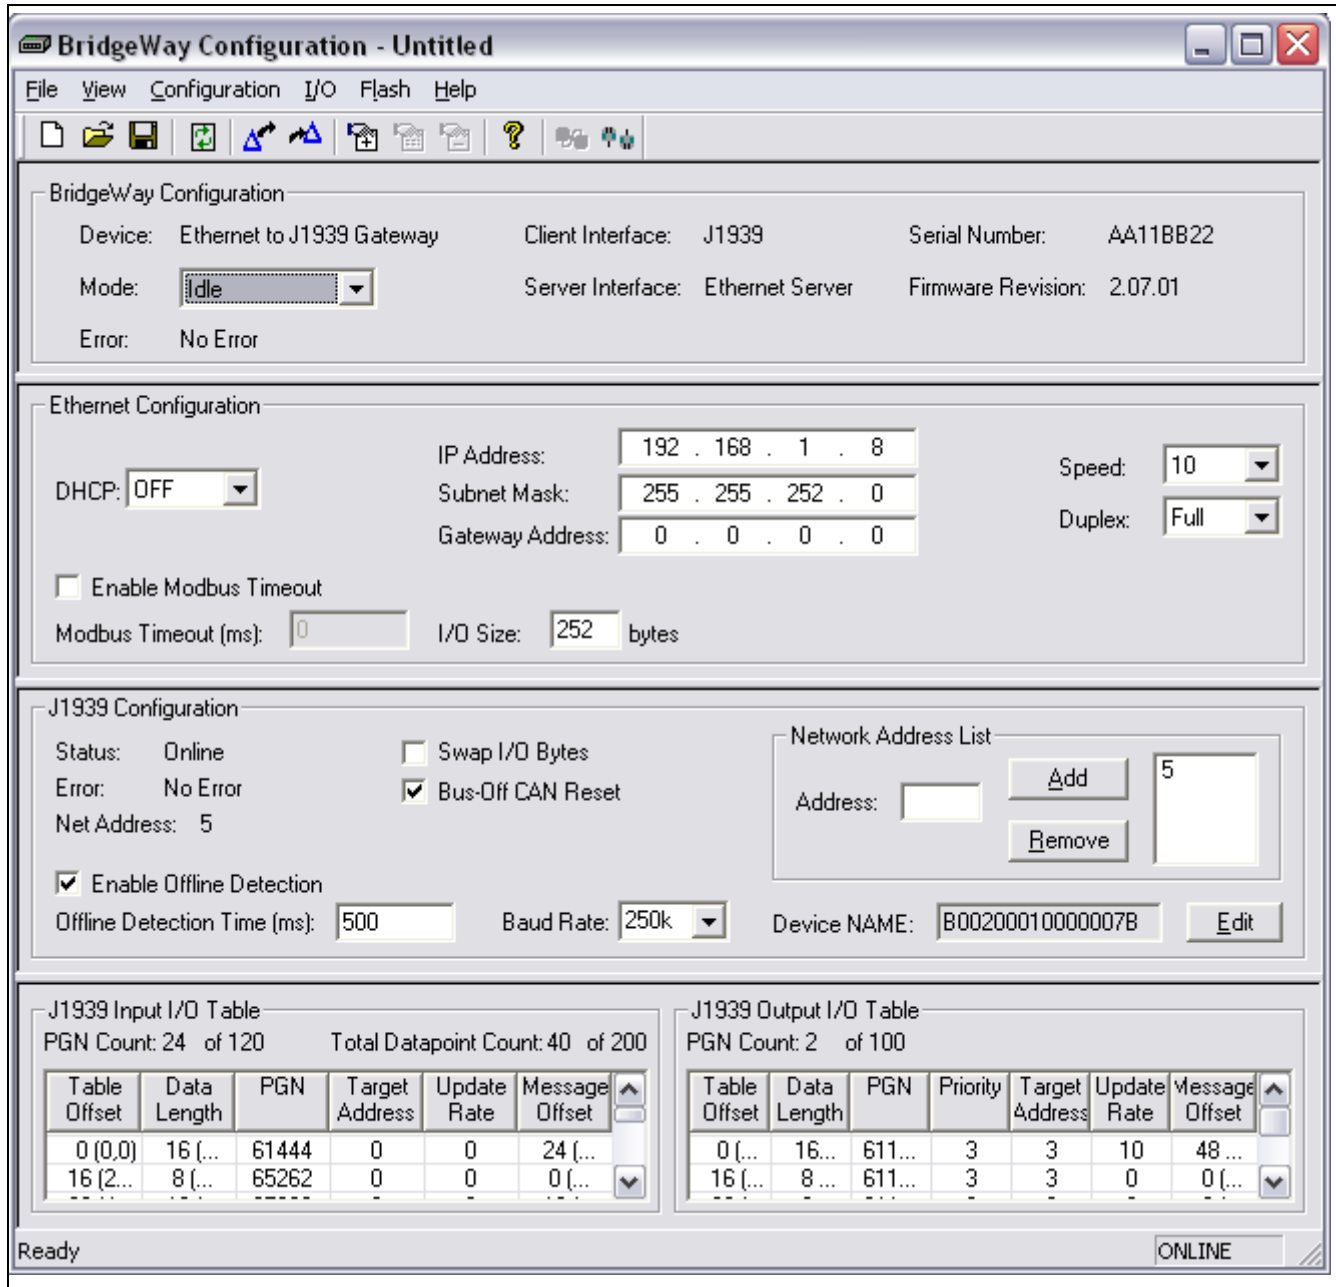 BridgeWay Configuration - Untitled
File View Configuration I/O Flash Help
BridgeWay Configuration
Device: Ethernet to J1939 Gateway Client Interface: J1939 Serial Number: AA11BB22
Mode: Idle Server Interface: Ethernet Server Firmware Revision: 2.07.01
Error: No Error
Ethernet Configuration
DHCP: OFF
IP Address: 192 . 168 . 1 . 8
Subnet Mask: 255 . 255 . 252 . 0
Gateway Address: 0 . 0 . 0 . 0
Speed: 10
Duplex: Full
Enable Modbus Timeout
Modbus Timeout (ms): 0 I/O Size: 252 bytes
J1939 Configuration
Status: Online
Error: No Error
Net Address: 5
Swap I/O Bytes
Bus-Off CAN Reset
Network Address List
Address: Add 5
Remove
Enable Offline Detection
Offline Detection Time (ms): 500 Baud Rate: 250k Device NAME: B00200010000007B Edit
J1939 Input I/O Table
PGN Count: 24 of 120 Total Datapoint Count: 40 of 200
Table Offset Data Length PGN Target Address Update Rate Message Offset
0 (0,0) 16 (... 61444 0 0 24 (...
16 (2... 8 (... 65262 0 0 0 (...
J1939 Output I/O Table
PGN Count: 2 of 100
Table Offset Data Length PGN Priority Target Address Update Rate Message Offset
0 (... 16... 611... 3 3 10 48 ...
16 (... 8 ... 611... 3 3 0 0 (...
Ready ONLINE